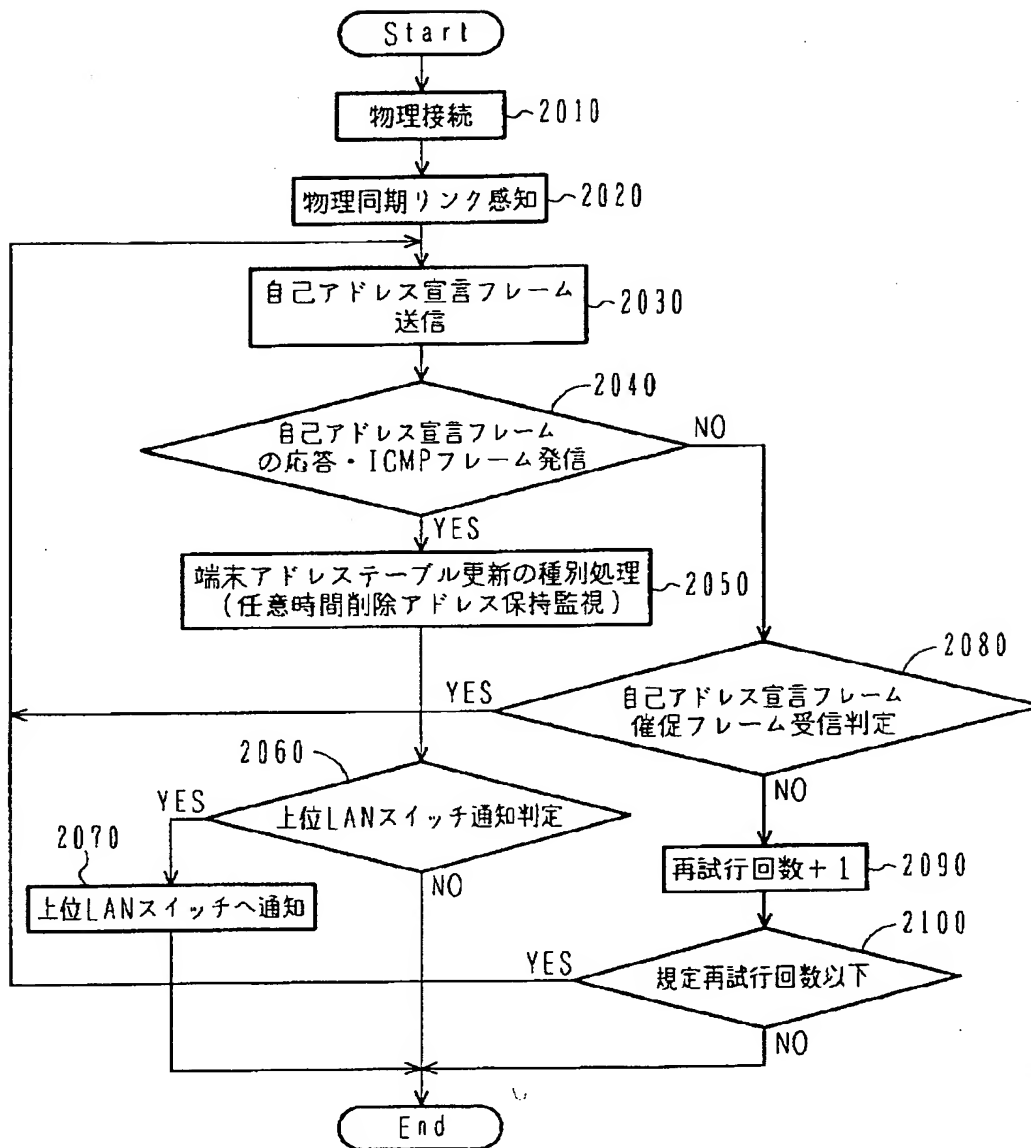 Start
物理接続
2010
物理同期リンク感知
2020
自己アドレス宣言フレーム
送信
2030
2040
自己アドレス宣言フレーム
の応答・ICMPフレーム発信
NO
YES
端末アドレステーブル更新の種別処理
(任意時間削除アドレス保持監視)
2050
2080
YES
自己アドレス宣言フレーム
催促フレーム受信判定
2060
NO
YES
上位LANスイッチ通知判定
2070
再試行回数+1
2090
上位LANスイッチへ通知
NO
2100
YES
規定再試行回数以下
NO
End